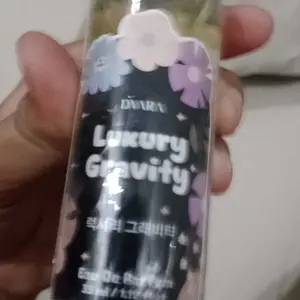 DVARA
Luxury
Gravity
럭셔리 그래비티
Eau De Parfum